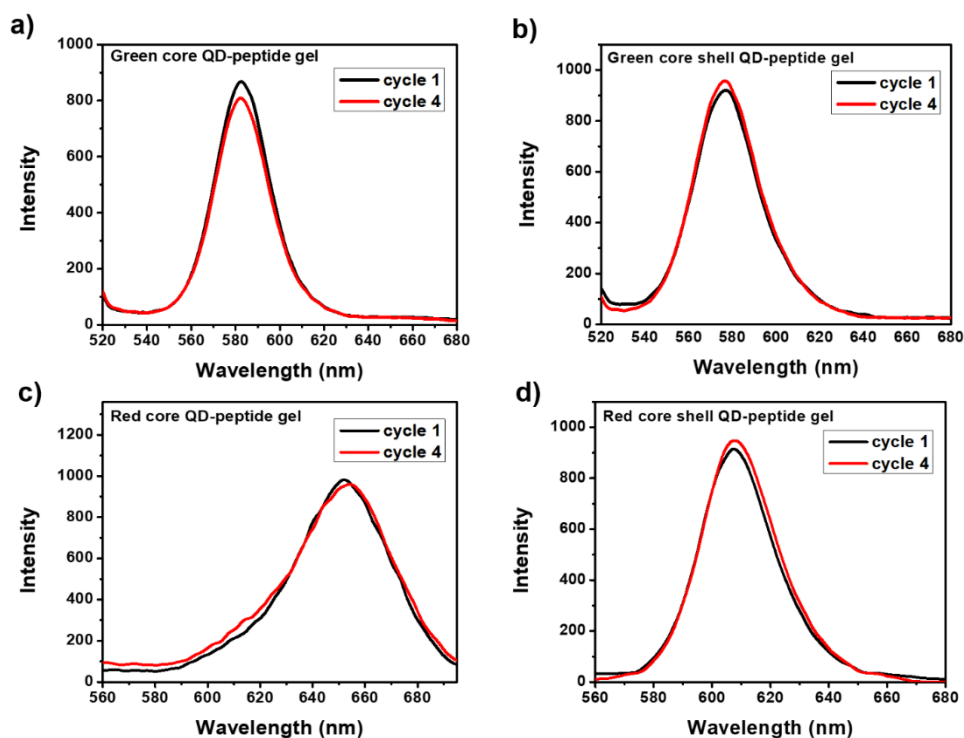 a)
Green core QD-peptide gel
cycle 1
cycle 4
Intensity
1000
800
600
400
200
0
520 540 560 580 600 620 640 660 680
Wavelength (nm)
b)
Green core shell QD-peptide gel
cycle 1
cycle 4
Intensity
1000
800
600
400
200
0
520 540 560 580 600 620 640 660 680
Wavelength (nm)
c)
Red core QD-peptide gel
cycle 1
cycle 4
Intensity
1200
1000
800
600
400
200
0
560 580 600 620 640 660 680
Wavelength (nm)
d)
Red core shell QD-peptide gel
cycle 1
cycle 4
Intensity
1000
800
600
400
200
0
560 580 600 620 640 660 680
Wavelength (nm)